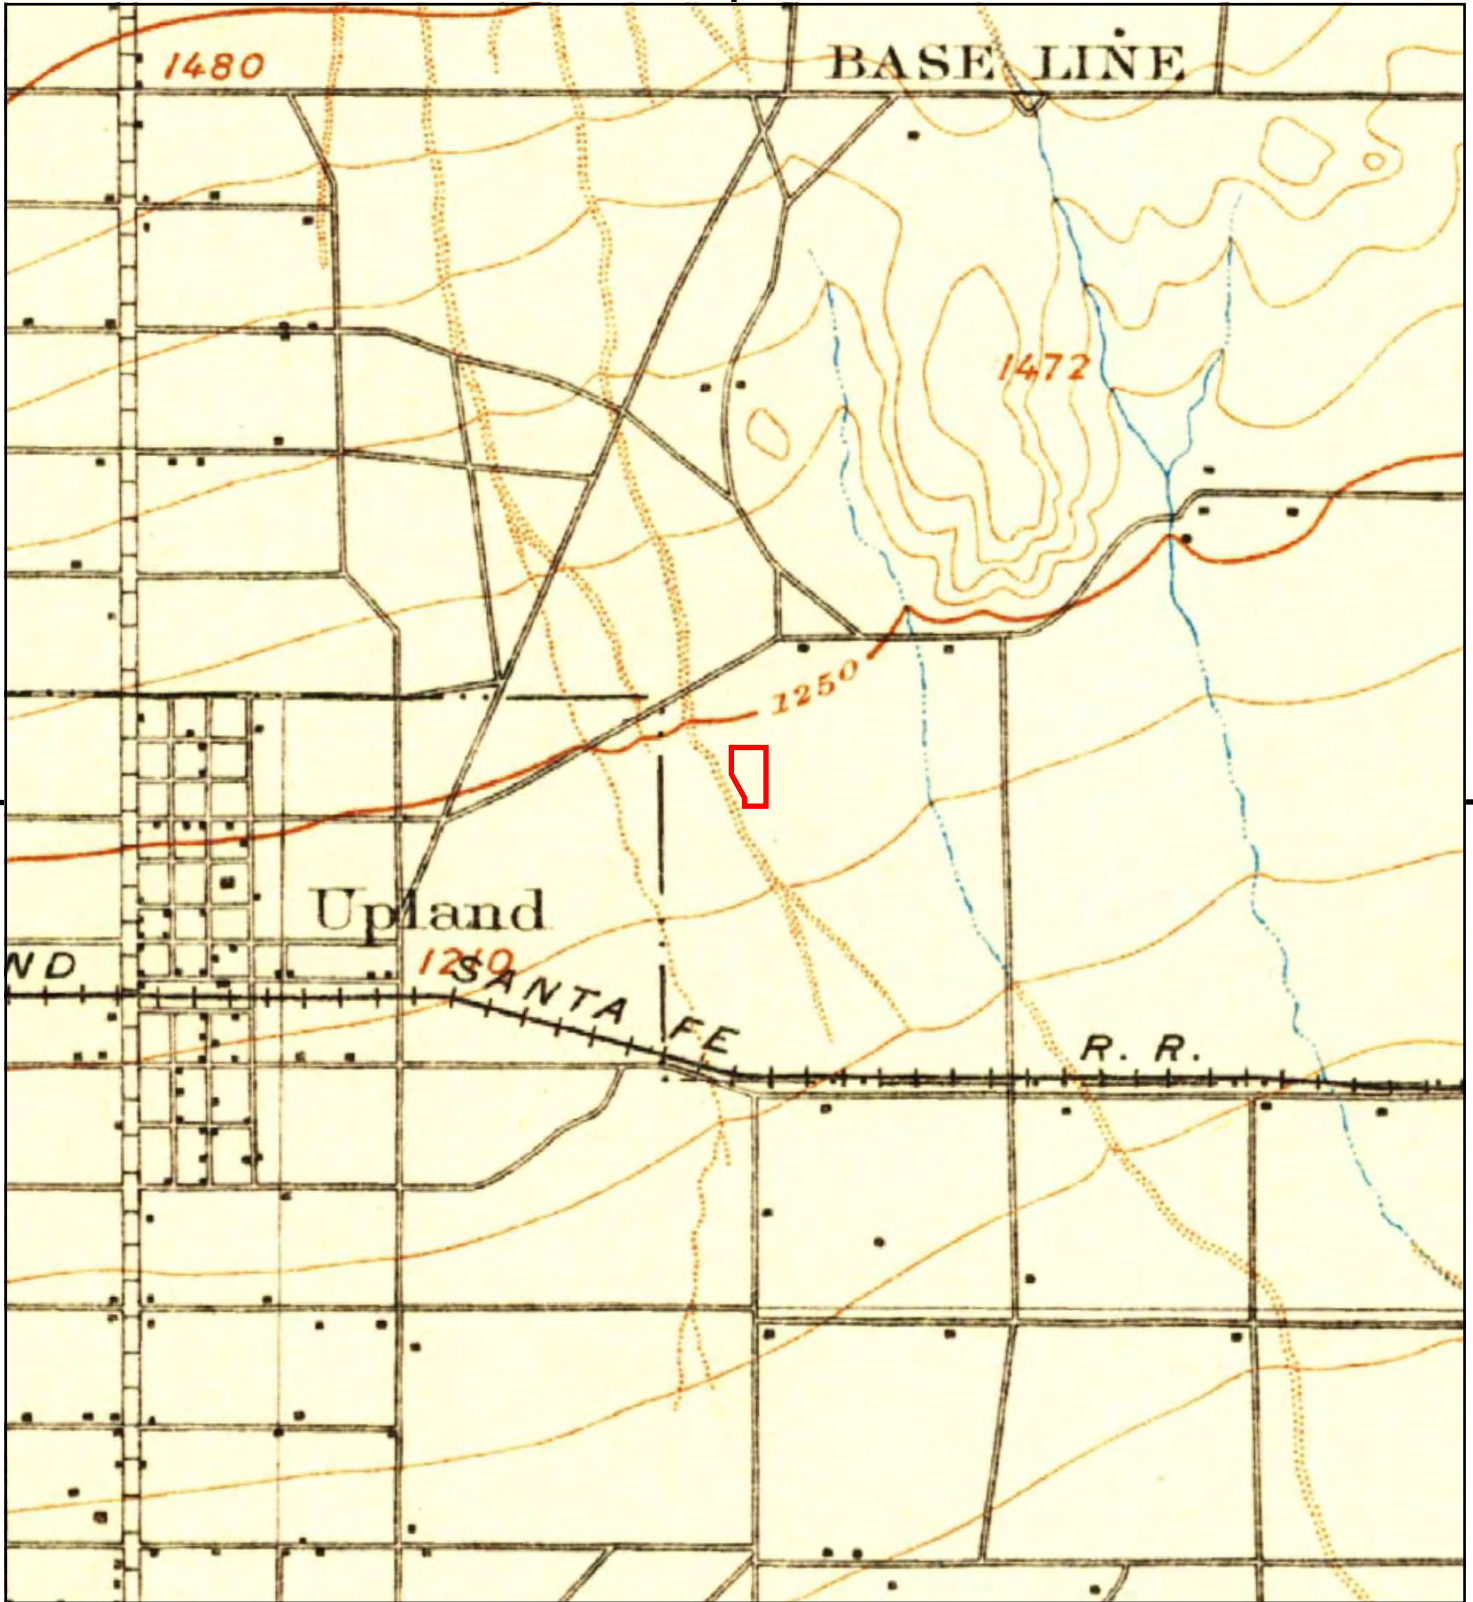 1480
BASE LINE
1472
1250
Upland
1210
ND
SANTA FE
R. R.